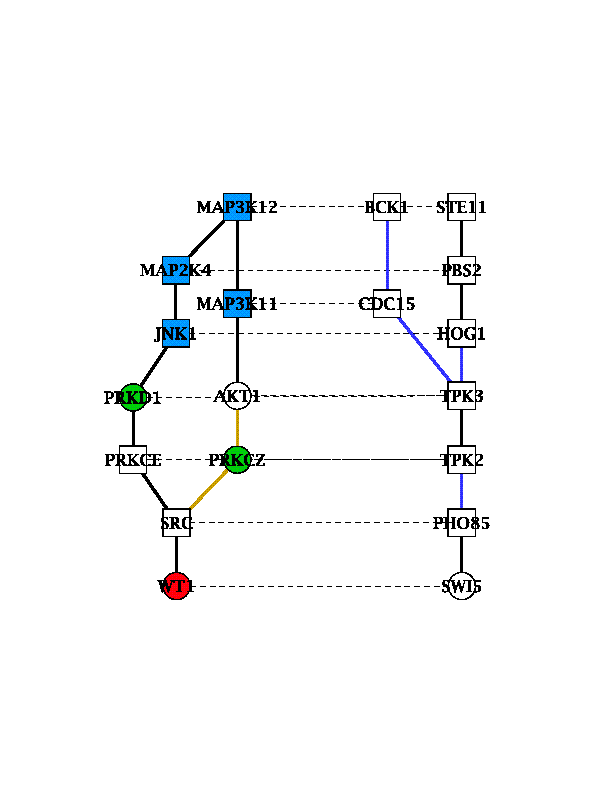 MAP3K12 BCK1 STE11
MAP2K4 PBS2
MAP3K11 CDC15
JNK1 HOG1
PRKD1 AKT1 TPK3
PRKCE PRKCZ TPK2
SRC PHO85
WT1 SWI5